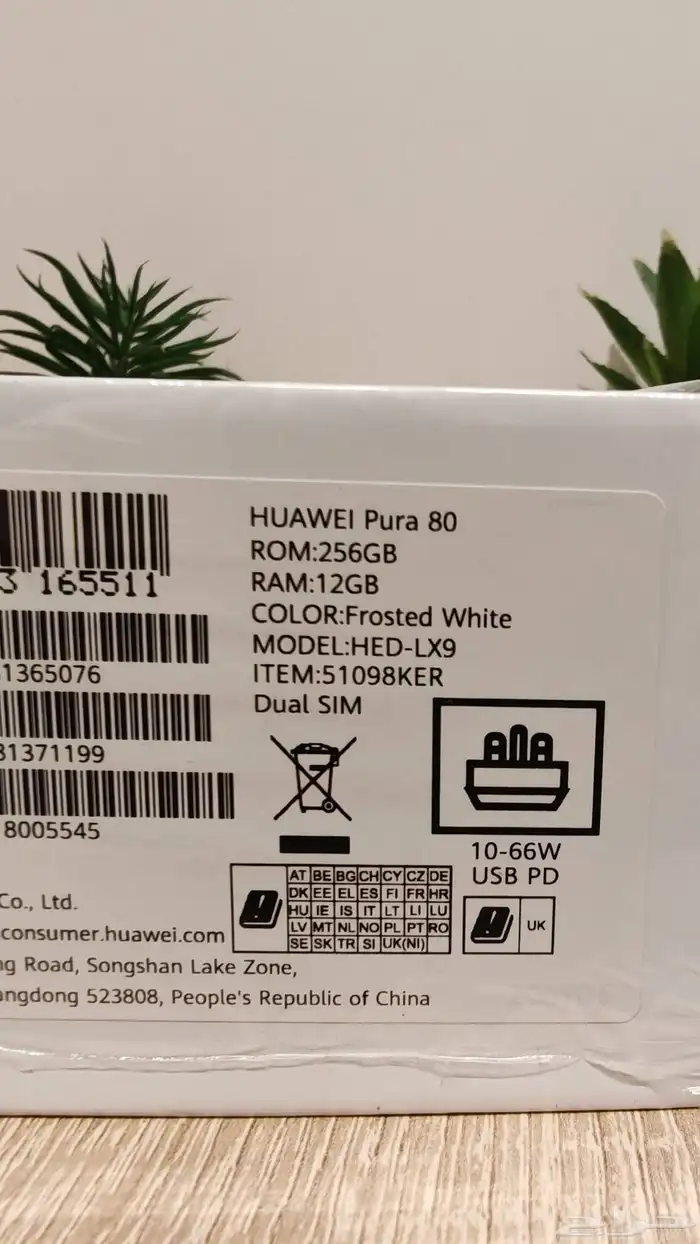 3 165511
1365076
81371199
8005545
HUAWEI Pura 80
ROM:256GB
RAM:12GB
COLOR:Frosted White
MODEL:HED-LX9
ITEM:51098KER
Dual SIM
10-66W
USB PD
AT BE BG CH CY CZ DE
DK EE EL ES FI FR HR
HU IE IS IT LT LI LU
LV MT NL NO PL PT RO
SE SK TR SI UK(NI)
UK
Co., Ltd.
consumer.huawei.com
Road, Songshan Lake Zone,
523808, People's Republic of China
حراج